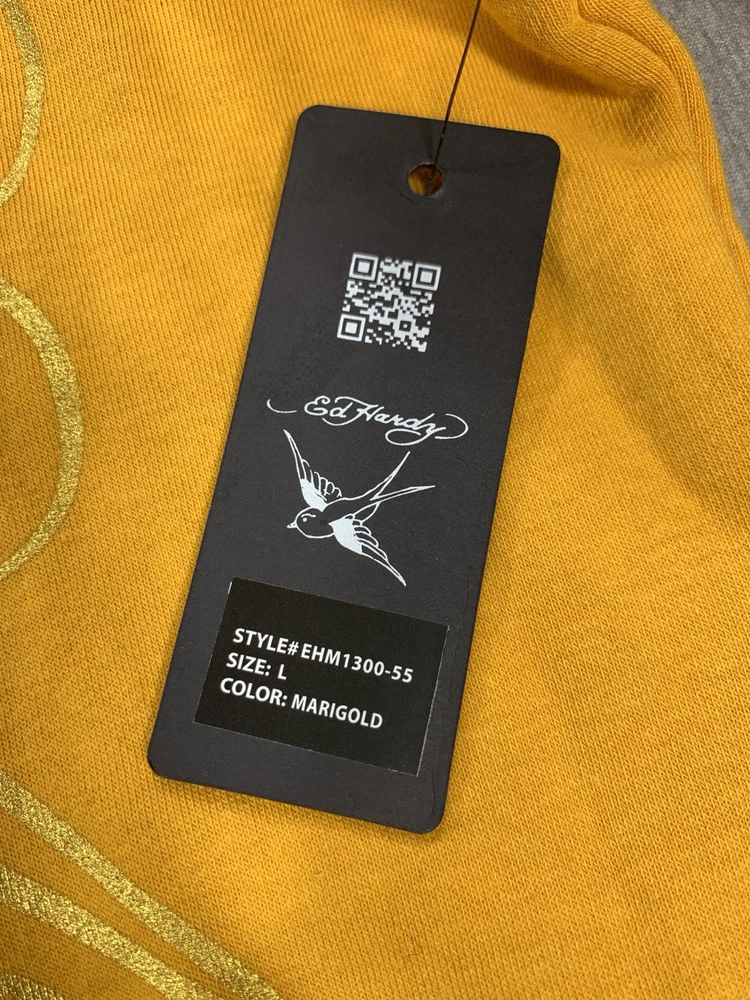 Ed Hardy
STYLE# EHM1300-55
SIZE: L
COLOR: MARIGOLD